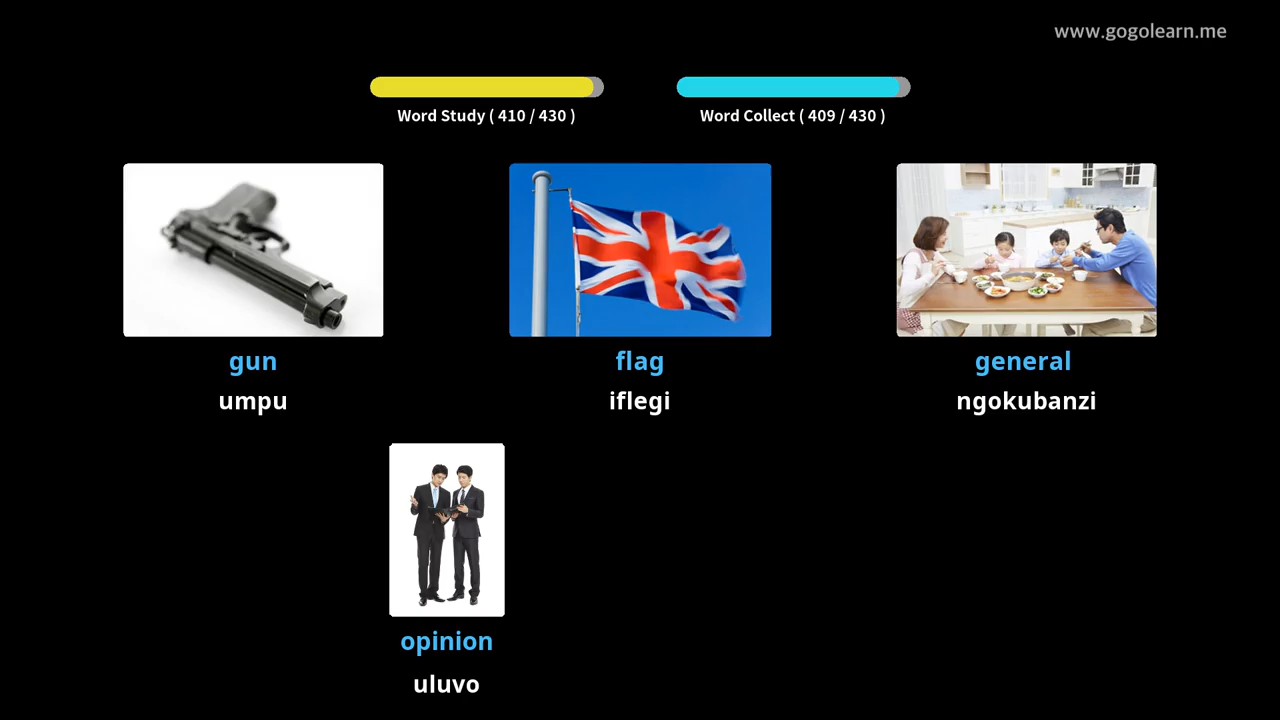 www.gogolearn.me
Word Study ( 410 / 430 )
Word Collect ( 409 / 430 )
gun
umpu
flag
iflegi
general
ngokubanzi
opinion
uluvo